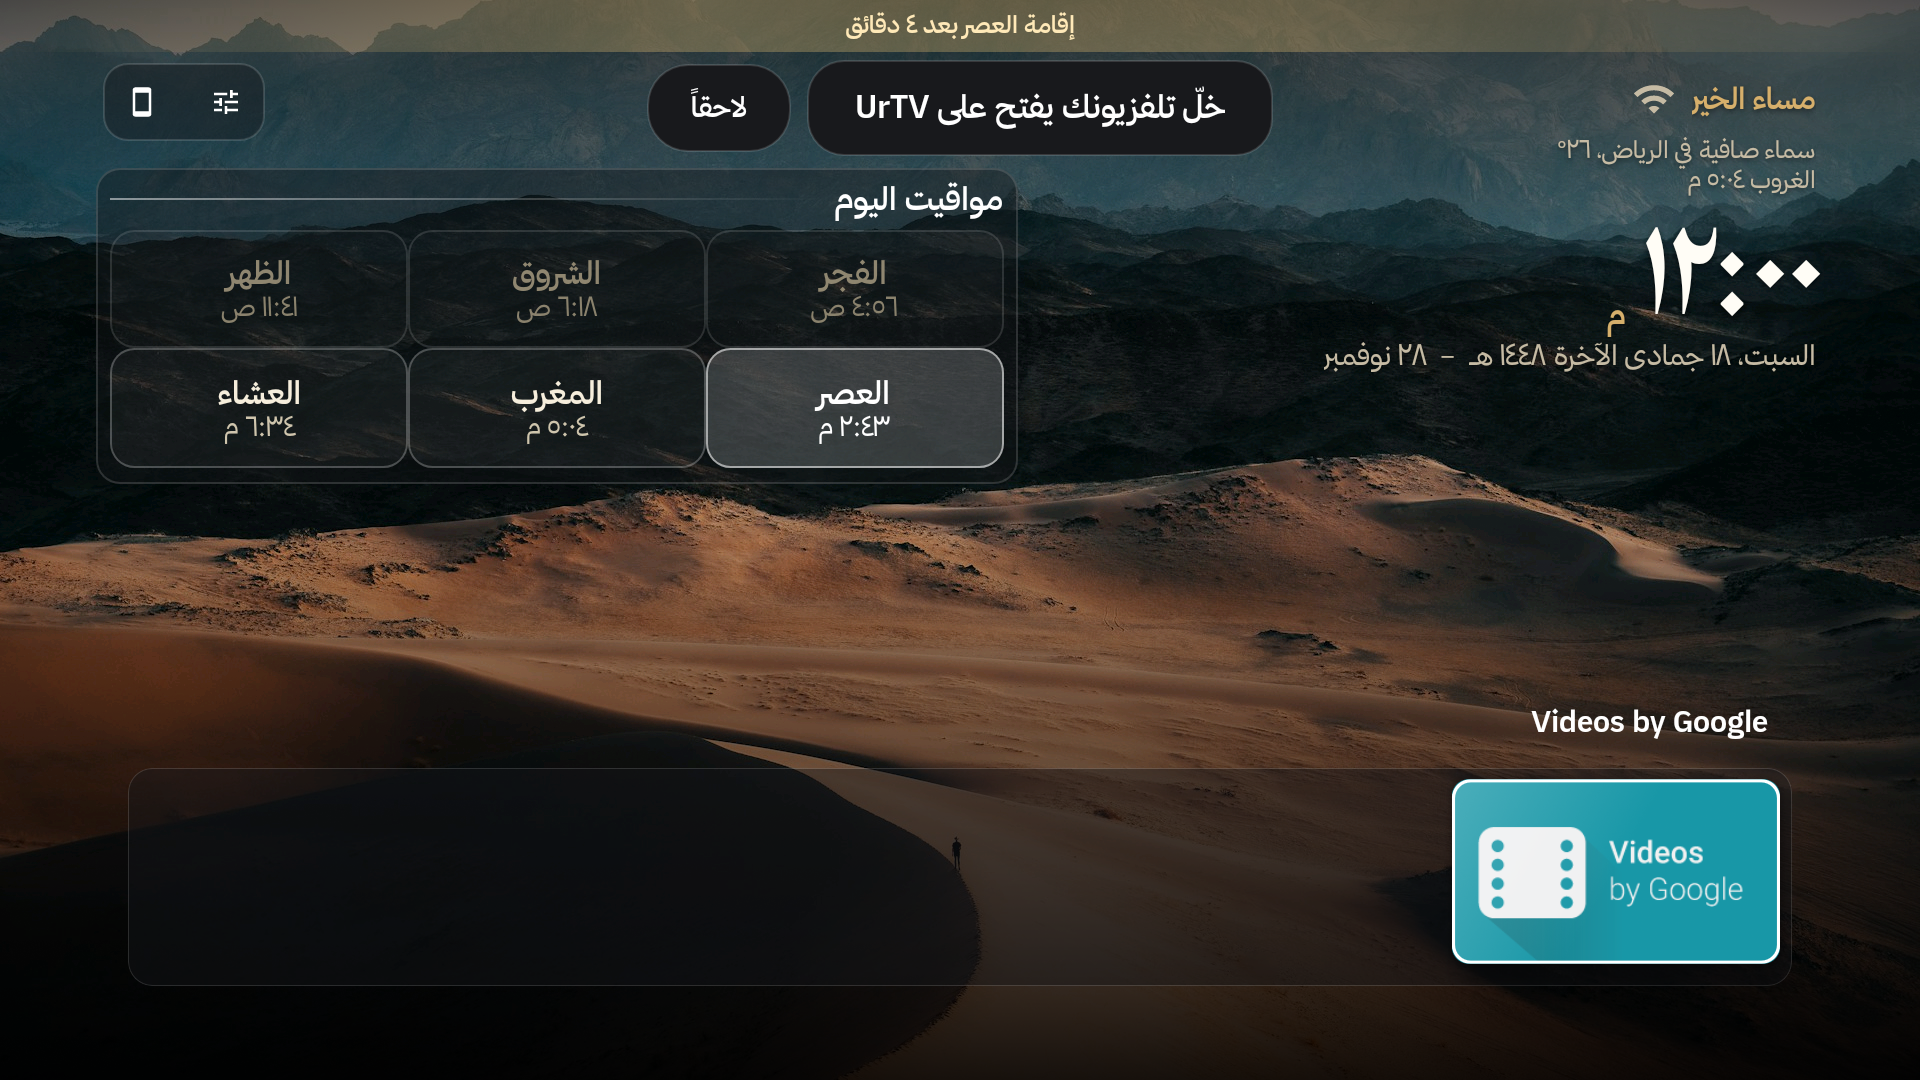 إقامة العصر بعد ٤ دقائق
مساء الخير
سماء صافية في الرياض، ٢٦°
الغروب ٥:٠٤ م
١٢:٠٠ م
السبت، ١٨ جمادى الآخرة ١٤٤٨ هـ – ٢٨ نوفمبر
خلّ تلفزيونك يفتح على UrTV
لاحقاً
مواقيت اليوم
الفجر
٤:٥٦ ص
الشروق
٦:١٨ ص
الظهر
١١:٤١ ص
العصر
٢:٤٣ م
المغرب
٥:٠٤ م
العشاء
٦:٣٤ م
Videos by Google
Videos
by Google